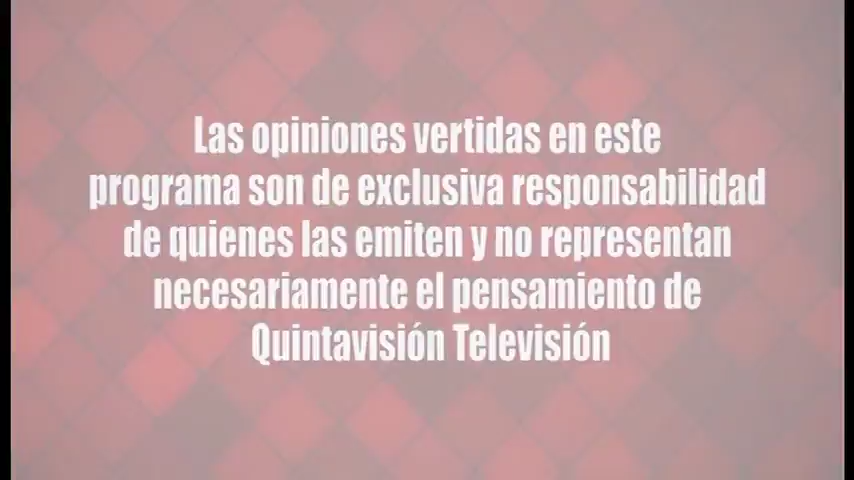 Las opiniones vertidas en este
programa son de exclusiva responsabilidad
de quienes las emiten y no representan
necesariamente el pensamiento de
Quintavisión Televisión